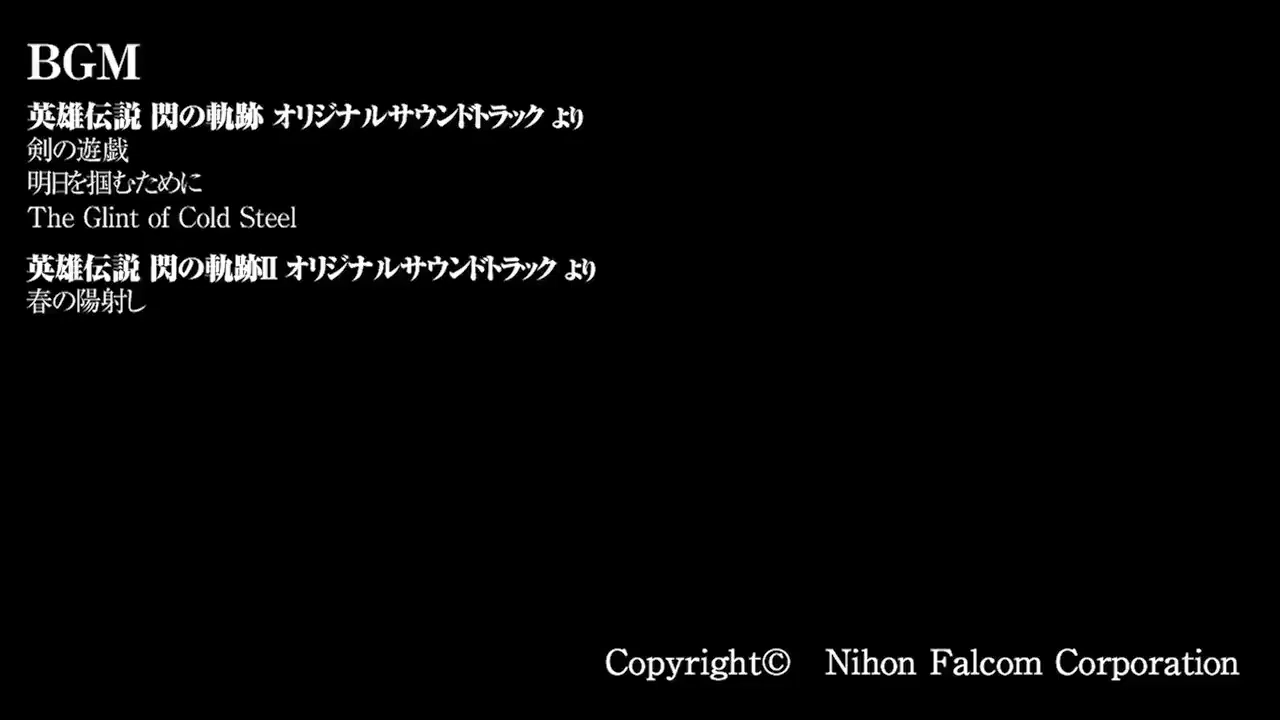 BGM
英雄伝説 閃の軌跡 オリジナルサウンドトラック より
剣の遊戯
明日を掴むために
The Glint of Cold Steel
英雄伝説 閃の軌跡II オリジナルサウンドトラック より
春の陽射し
Copyright© Nihon Falcom Corporation